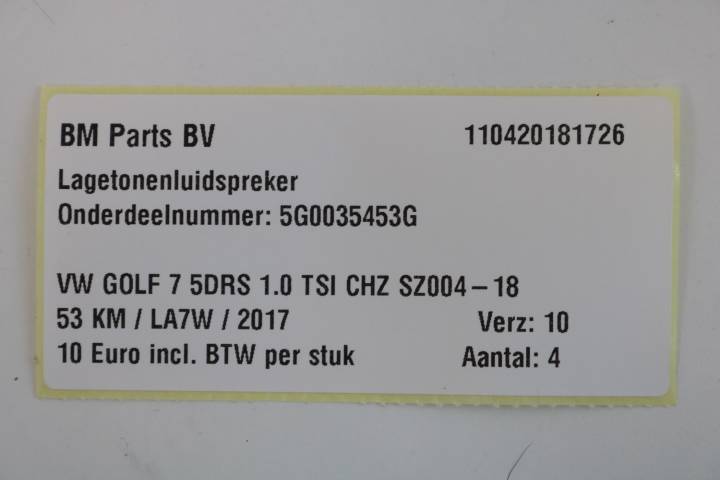 BM Parts BV 110420181726
Lagetonenluidspreker
Onderdeelnummer: 5G0035453G
VW GOLF 7 5DRS 1.0 TSI CHZ SZ004-18
53 KM / LA7W / 2017 Verz: 10
10 Euro incl. BTW per stuk Aantal: 4